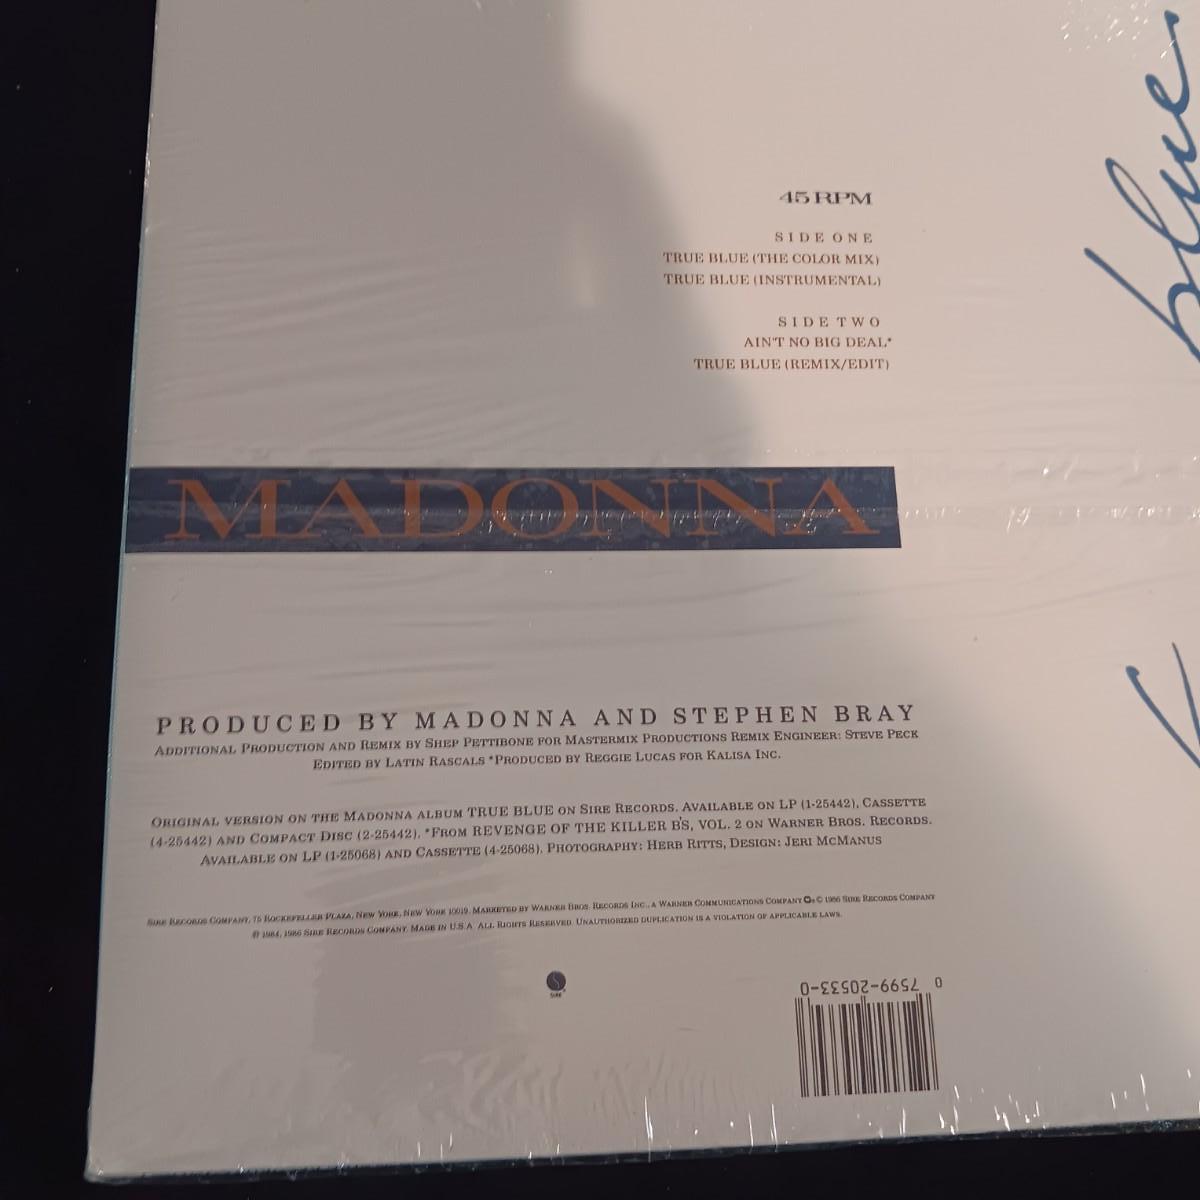 45 RPM
SIDE ONE
TRUE BLUE (THE COLOR MIX)
TRUE BLUE (INSTRUMENTAL)
SIDE TWO
AIN'T NO BIG DEAL*
TRUE BLUE (REMIX/EDIT)
blue
MADONNA
PRODUCED BY MADONNA AND STEPHEN BRAY
ADDITIONAL PRODUCTION AND REMIX BY SHEP PETTIBONE FOR MASTERMIX PRODUCTIONS REMIX ENGINEER: STEVE PECK
EDITED BY LATIN RASCALS *PRODUCED BY REGGIE LUCAS FOR KALISA INC.
ORIGINAL VERSION ON THE MADONNA ALBUM TRUE BLUE ON SIRE RECORDS. AVAILABLE ON LP (1-25442), CASSETTE
(4-25442) AND COMPACT DISC (2-25442). *FROM REVENGE OF THE KILLER B'S, VOL. 2 ON WARNER BROS. RECORDS.
AVAILABLE ON LP (1-25068) AND CASSETTE (4-25068). PHOTOGRAPHY: HERB RITTS, DESIGN: JERI MCMANUS
SIRE RECORDS COMPANY, 75 ROCKEFELLER PLAZA, NEW YORK, NEW YORK 10019. MARKETED BY WARNER BROS. RECORDS INC., A WARNER COMMUNICATIONS COMPANY © 1986 SIRE RECORDS COMPANY
℗ 1984, 1986 SIRE RECORDS COMPANY. MADE IN U.S.A. ALL RIGHTS RESERVED. UNAUTHORIZED DUPLICATION IS A VIOLATION OF APPLICABLE LAWS.
SIRE
0 7599-20533-0